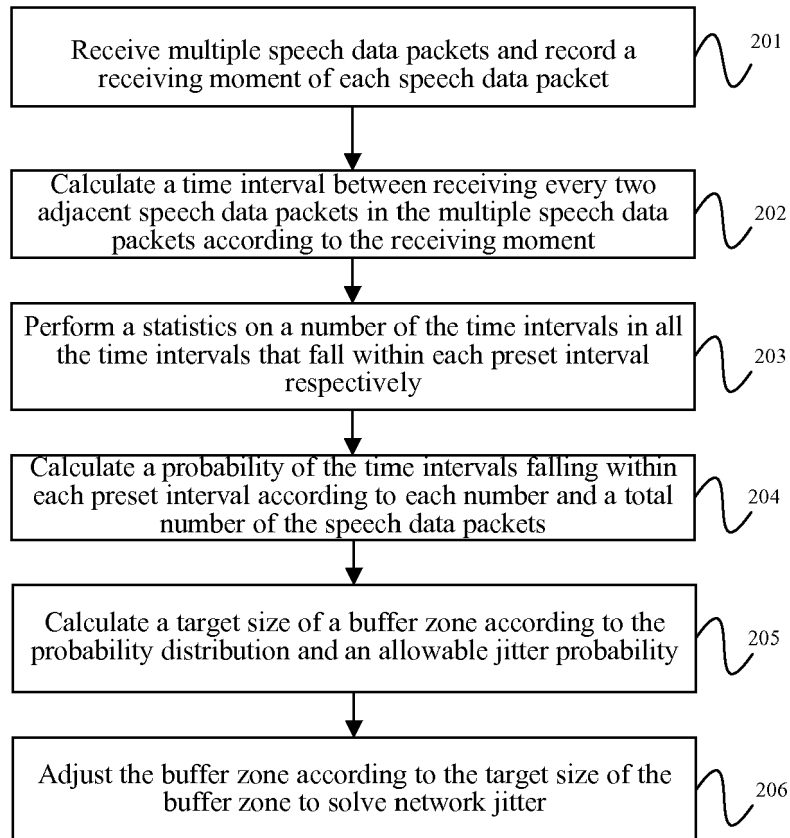 Receive multiple speech data packets and record a
receiving moment of each speech data packet
201
Calculate a time interval between receiving every two
adjacent speech data packets in the multiple speech data
packets according to the receiving moment
202
Perform a statistics on a number of the time intervals in all
the time intervals that fall within each preset interval
respectively
203
Calculate a probability of the time intervals falling within
each preset interval according to each number and a total
number of the speech data packets
204
Calculate a target size of a buffer zone according to the
probability distribution and an allowable jitter probability
205
Adjust the buffer zone according to the target size of the
buffer zone to solve network jitter
206